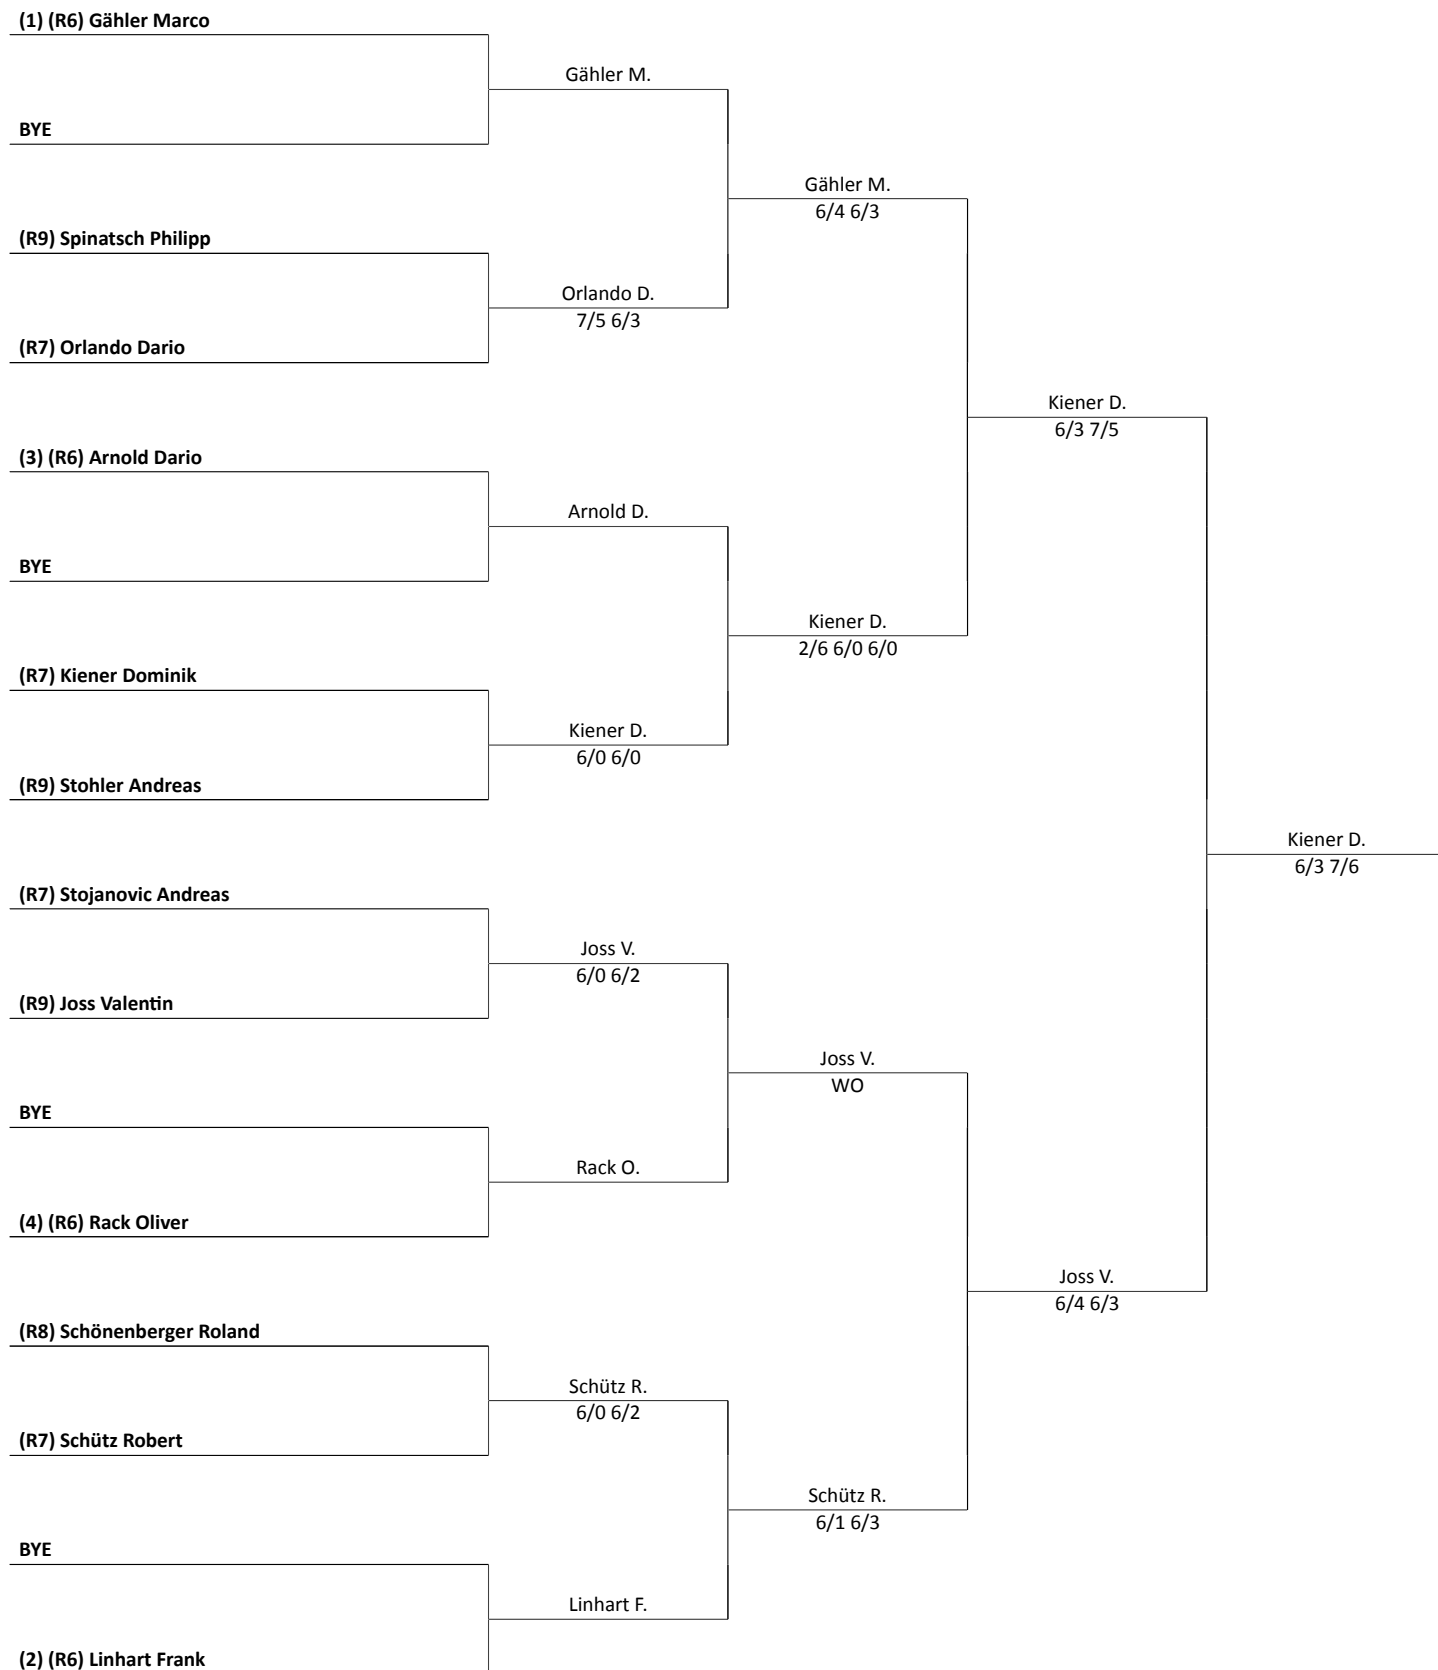 (1) (R6) Gähler Marco
Gähler M.
BYE
Gähler M.
6/4 6/3
(R9) Spinatsch Philipp
Orlando D.
7/5 6/3
(R7) Orlando Dario
Kiener D.
6/3 7/5
(3) (R6) Arnold Dario
Arnold D.
BYE
Kiener D.
2/6 6/0 6/0
(R7) Kiener Dominik
Kiener D.
6/0 6/0
(R9) Stohler Andreas
Kiener D.
6/3 7/6
(R7) Stojanovic Andreas
Joss V.
6/0 6/2
(R9) Joss Valentin
Joss V.
WO
BYE
Rack O.
(4) (R6) Rack Oliver
Joss V.
6/4 6/3
(R8) Schönenberger Roland
Schütz R.
6/0 6/2
(R7) Schütz Robert
Schütz R.
6/1 6/3
BYE
Linhart F.
(2) (R6) Linhart Frank